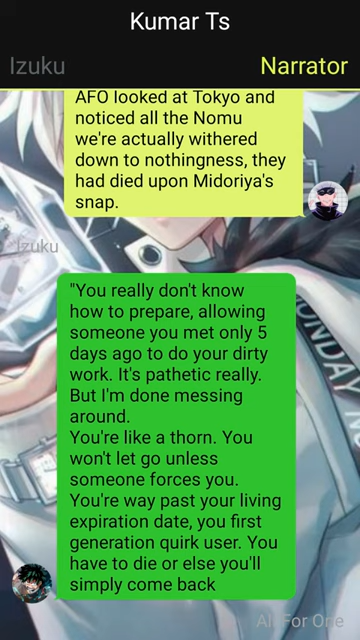 Kumar Ts
Izuku
Narrator
AFO looked at Tokyo and
noticed all the Nomu
we're actually withered
down to nothingness, they
had died upon Midoriya's
snap.
Izuku
"You really don't know
how to prepare, allowing
someone you met only 5
days ago to do your dirty
work. It's pathetic really.
But I'm done messing
around.
You're like a thorn. You
won't let go unless
someone forces you.
You're way past your living
expiration date, you first
generation quirk user. You
have to die or else you'll
simply come back
All For One